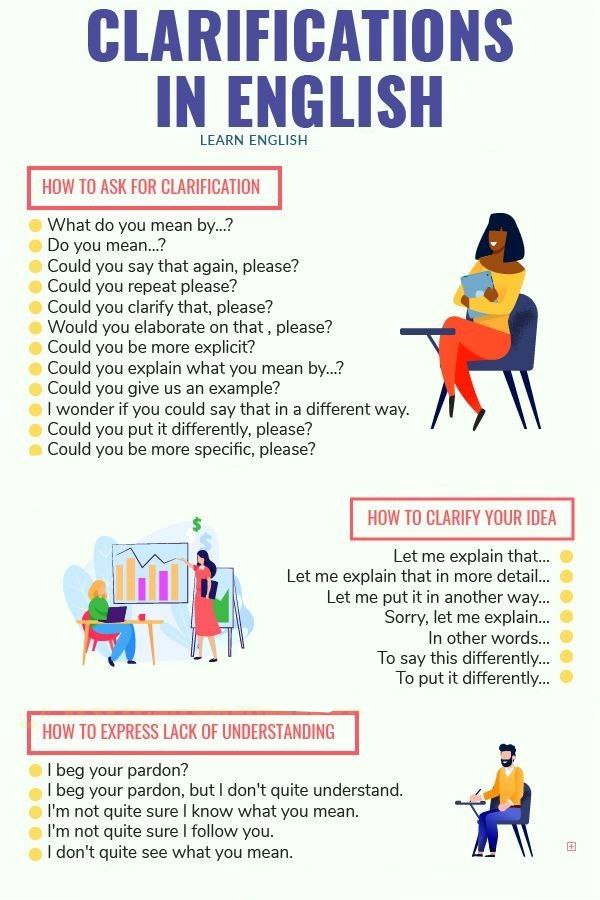 CLARIFICATIONS
IN ENGLISH
LEARN ENGLISH
HOW TO ASK FOR CLARIFICATION
What do you mean by...?
Do you mean...?
Could you say that again, please?
Could you repeat please?
Could you clarify that, please?
Would you elaborate on that , please?
Could you be more explicit?
Could you explain what you mean by...?
Could you give us an example?
I wonder if you could say that in a different way.
Could you put it differently, please?
Could you be more specific, please?
$
$
HOW TO CLARIFY YOUR IDEA
Let me explain that...
Let me explain that in more detail...
Let me put it in another way...
Sorry, let me explain...
In other words...
To say this differently...
To put it differently...
HOW TO EXPRESS LACK OF UNDERSTANDING
I beg your pardon?
I beg your pardon, but I don't quite understand.
I'm not quite sure I know what you mean.
I'm not quite sure I follow you.
I don't quite see what you mean.